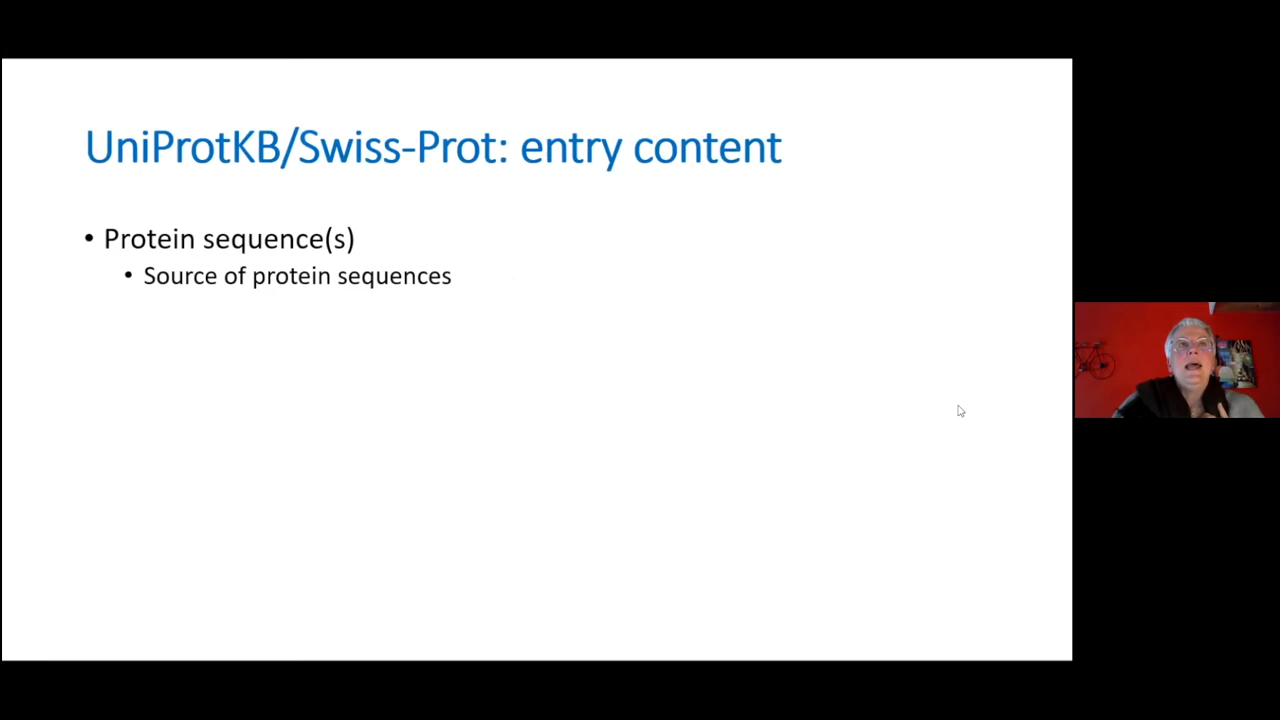 UniProtKB/Swiss-Prot: entry content
• Protein sequence(s)
• Source of protein sequences